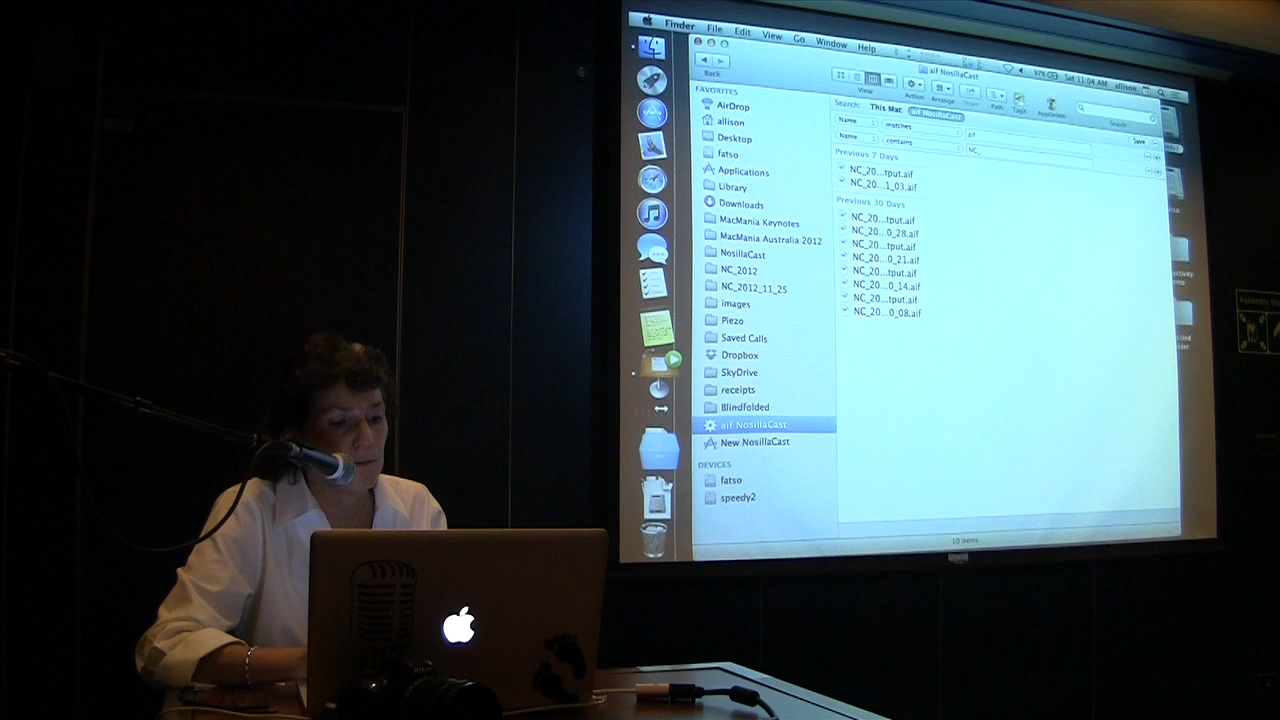 Finder File Edit View Go Window Help 97% Sat 11:04 AM allison
aif NosillaCast
Back View Action Arrange Share Path AppDelete Search
FAVORITES
AirDrop
allison
Desktop
fatso
Applications
Library
Downloads
MacMania Keynotes
MacMania Australia 2012
NosillaCast
NC_2012
NC_2012_11_25
images
Piezo
Saved Calls
Dropbox
SkyDrive
receipts
Blindfolded
aif NosillaCast
New NosillaCast
DEVICES
fatso
speedy2
Search: This Mac aif NosillaCast
Save
Name matches aif
Name contains NC_
Previous 7 Days
NC_20...tput.aif
NC_20...1_03.aif
Previous 30 Days
NC_20...tput.aif
NC_20...0_28.aif
NC_20...tput.aif
NC_20...0_21.aif
NC_20...tput.aif
NC_20...0_14.aif
NC_20...tput.aif
NC_20...0_08.aif
10 items
Assembly